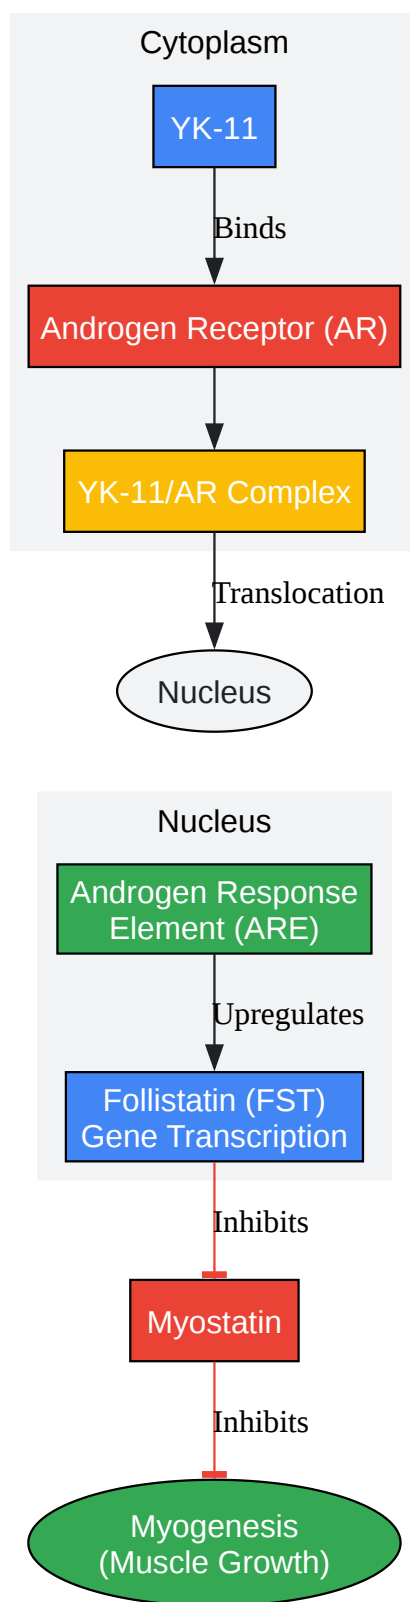 Cytoplasm
YK-11
Binds
Androgen Receptor (AR)
YK-11/AR Complex
Translocation
Nucleus
Nucleus
Androgen Response
Element (ARE)
Upregulates
Follistatin (FST)
Gene Transcription
Inhibits
Myostatin
Inhibits
Myogenesis
(Muscle Growth)